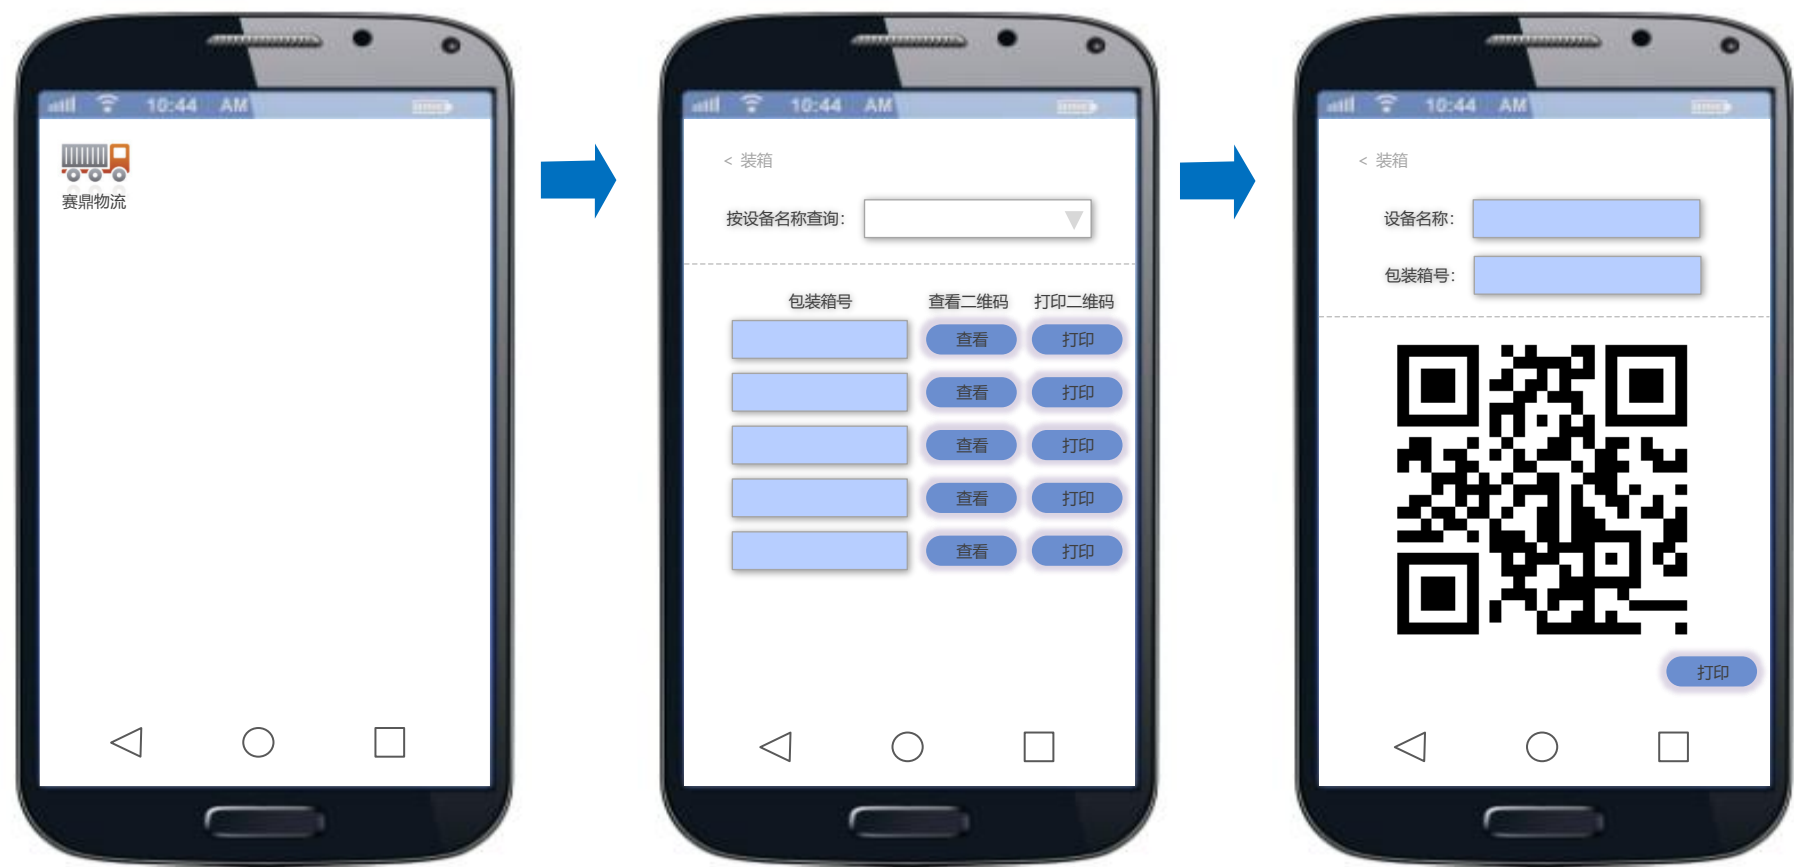 10:44 AM
赛鼎物流
10:44 AM
< 装箱
按设备名称查询：
包装箱号 查看二维码 打印二维码
查看 打印
查看 打印
查看 打印
查看 打印
查看 打印
10:44 AM
< 装箱
设备名称：
包装箱号：
打印